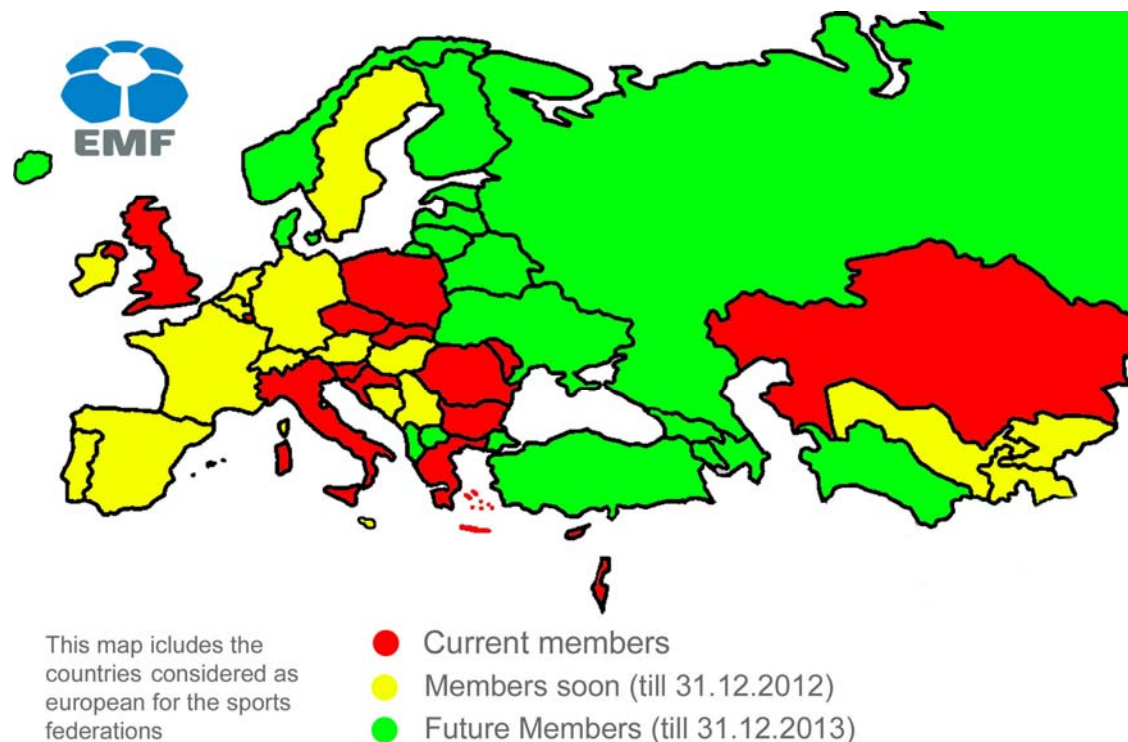 EMF
This map icludes the
countries considered as
european for the sports
federations
Current members
Members soon (till 31.12.2012)
Future Members (till 31.12.2013)